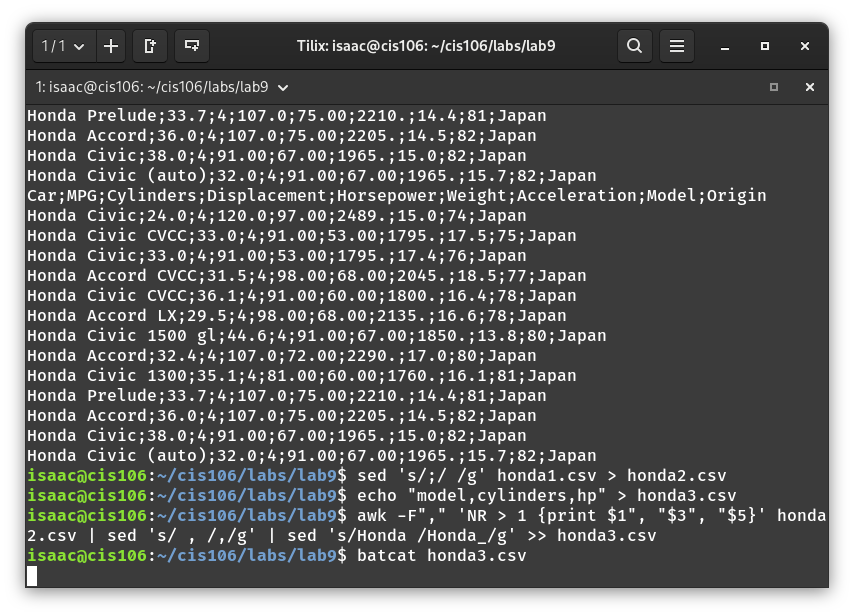 1 / 1
Tilix: isaac@cis106: ~/cis106/labs/lab9
1: isaac@cis106: ~/cis106/labs/lab9
Honda Prelude;33.7;4;107.0;75.00;2210.;14.4;81;Japan
Honda Accord;36.0;4;107.0;75.00;2205.;14.5;82;Japan
Honda Civic;38.0;4;91.00;67.00;1965.;15.0;82;Japan
Honda Civic (auto);32.0;4;91.00;67.00;1965.;15.7;82;Japan
Car;MPG;Cylinders;Displacement;Horsepower;Weight;Acceleration;Model;Origin
Honda Civic;24.0;4;120.0;97.00;2489.;15.0;74;Japan
Honda Civic CVCC;33.0;4;91.00;53.00;1795.;17.5;75;Japan
Honda Civic;33.0;4;91.00;53.00;1795.;17.4;76;Japan
Honda Accord CVCC;31.5;4;98.00;68.00;2045.;18.5;77;Japan
Honda Civic CVCC;36.1;4;91.00;60.00;1800.;16.4;78;Japan
Honda Accord LX;29.5;4;98.00;68.00;2135.;16.6;78;Japan
Honda Civic 1500 gl;44.6;4;91.00;67.00;1850.;13.8;80;Japan
Honda Accord;32.4;4;107.0;72.00;2290.;17.0;80;Japan
Honda Civic 1300;35.1;4;81.00;60.00;1760.;16.1;81;Japan
Honda Prelude;33.7;4;107.0;75.00;2210.;14.4;81;Japan
Honda Accord;36.0;4;107.0;75.00;2205.;14.5;82;Japan
Honda Civic;38.0;4;91.00;67.00;1965.;15.0;82;Japan
Honda Civic (auto);32.0;4;91.00;67.00;1965.;15.7;82;Japan
isaac@cis106:~/cis106/labs/lab9$ sed 's/;/ /g' honda1.csv > honda2.csv
isaac@cis106:~/cis106/labs/lab9$ echo "model,cylinders,hp" > honda3.csv
isaac@cis106:~/cis106/labs/lab9$ awk -F"," 'NR > 1 {print $1", "$3", "$5}' honda
2.csv | sed 's/ , /,/g' | sed 's/Honda /Honda_/g' >> honda3.csv
isaac@cis106:~/cis106/labs/lab9$ batcat honda3.csv